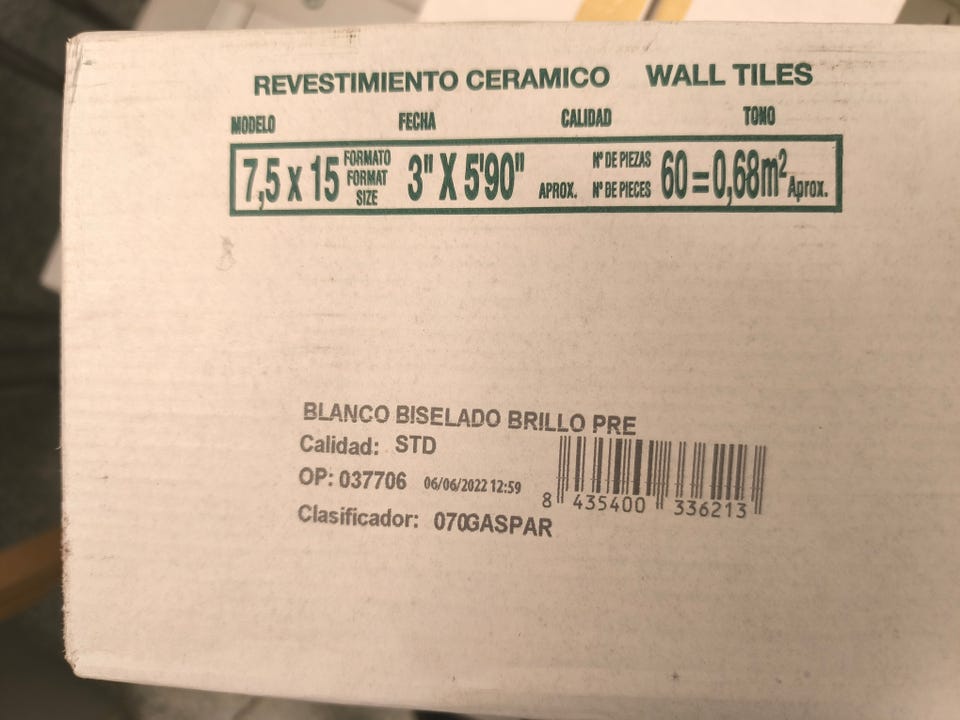 REVESTIMIENTO CERAMICO WALL TILES
MODELO FECHA CALIDAD TONO
7,5 x 15 FORMATO FORMAT SIZE 3" X 5'90" APROX. Nº DE PIEZAS Nº DE PIECES 60=0,68m² Aprox.
BLANCO BISELADO BRILLO PRE
Calidad: STD
OP: 037706 06/06/2022 12:59
Clasificador: 070GASPAR
8 435400 336213